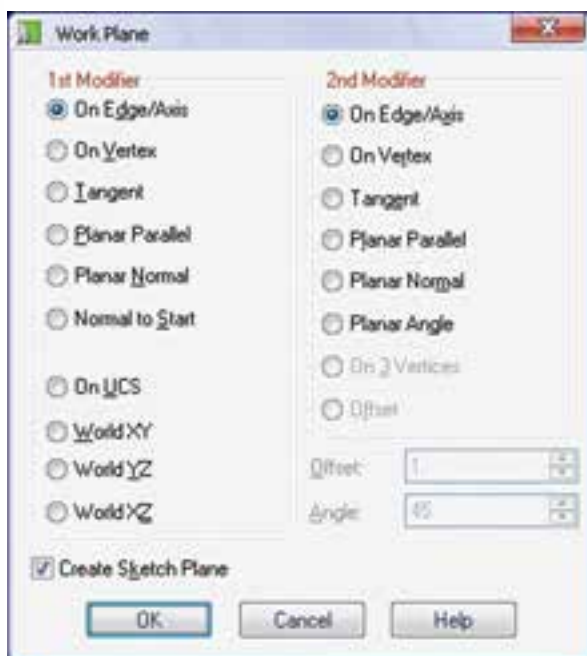 Work Plane
1st Modifier
On Edge/Axis
On Vertex
Tangent
Planar Parallel
Planar Normal
Normal to Start
On UCS
World XY
World YZ
World XZ
2nd Modifier
On Edge/Axis
On Vertex
Tangent
Planar Parallel
Planar Normal
Planar Angle
On 3 Vertices
Offset
Offset: 1
Angle: 45
Create Sketch Plane
OK Cancel Help